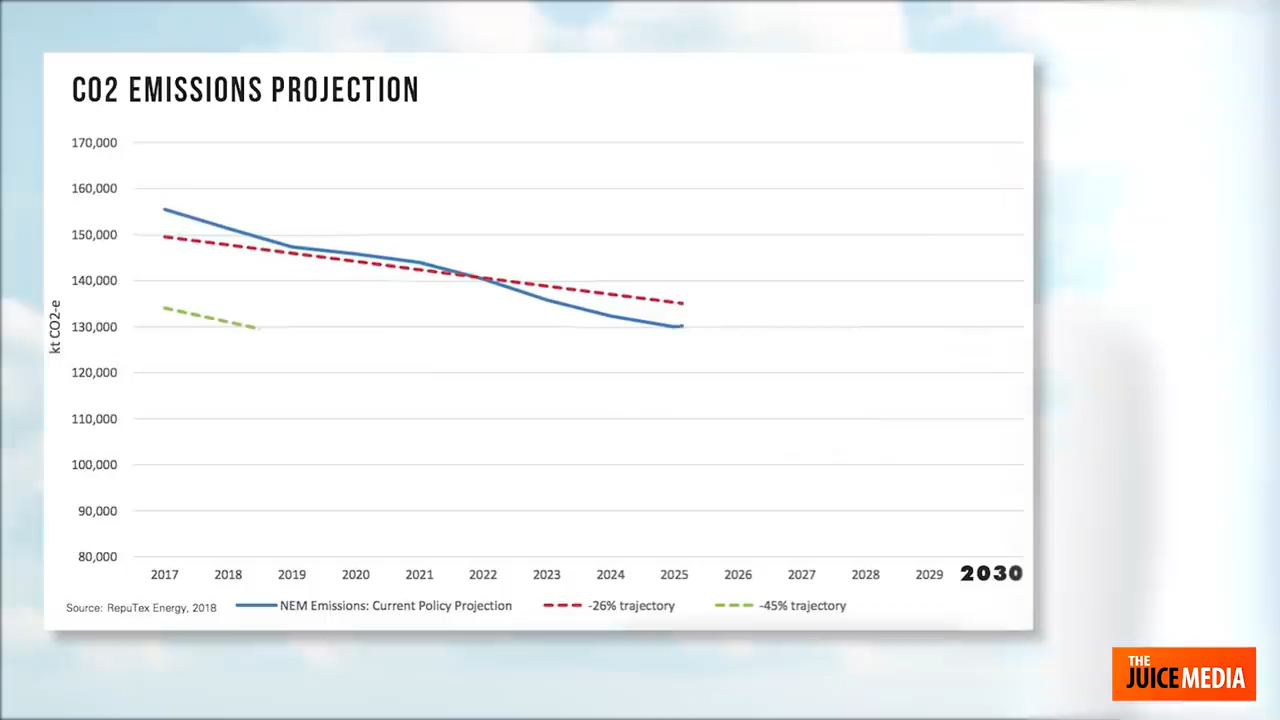 CO2 EMISSIONS PROJECTION
170,000
160,000
150,000
140,000
130,000
120,000
110,000
100,000
90,000
80,000
kt CO2-e
2017 2018 2019 2020 2021 2022 2023 2024 2025 2026 2027 2028 2029 2030
Source: RepuTex Energy, 2018 NEM Emissions: Current Policy Projection -26% trajectory -45% trajectory
THE
JUICEMEDIA